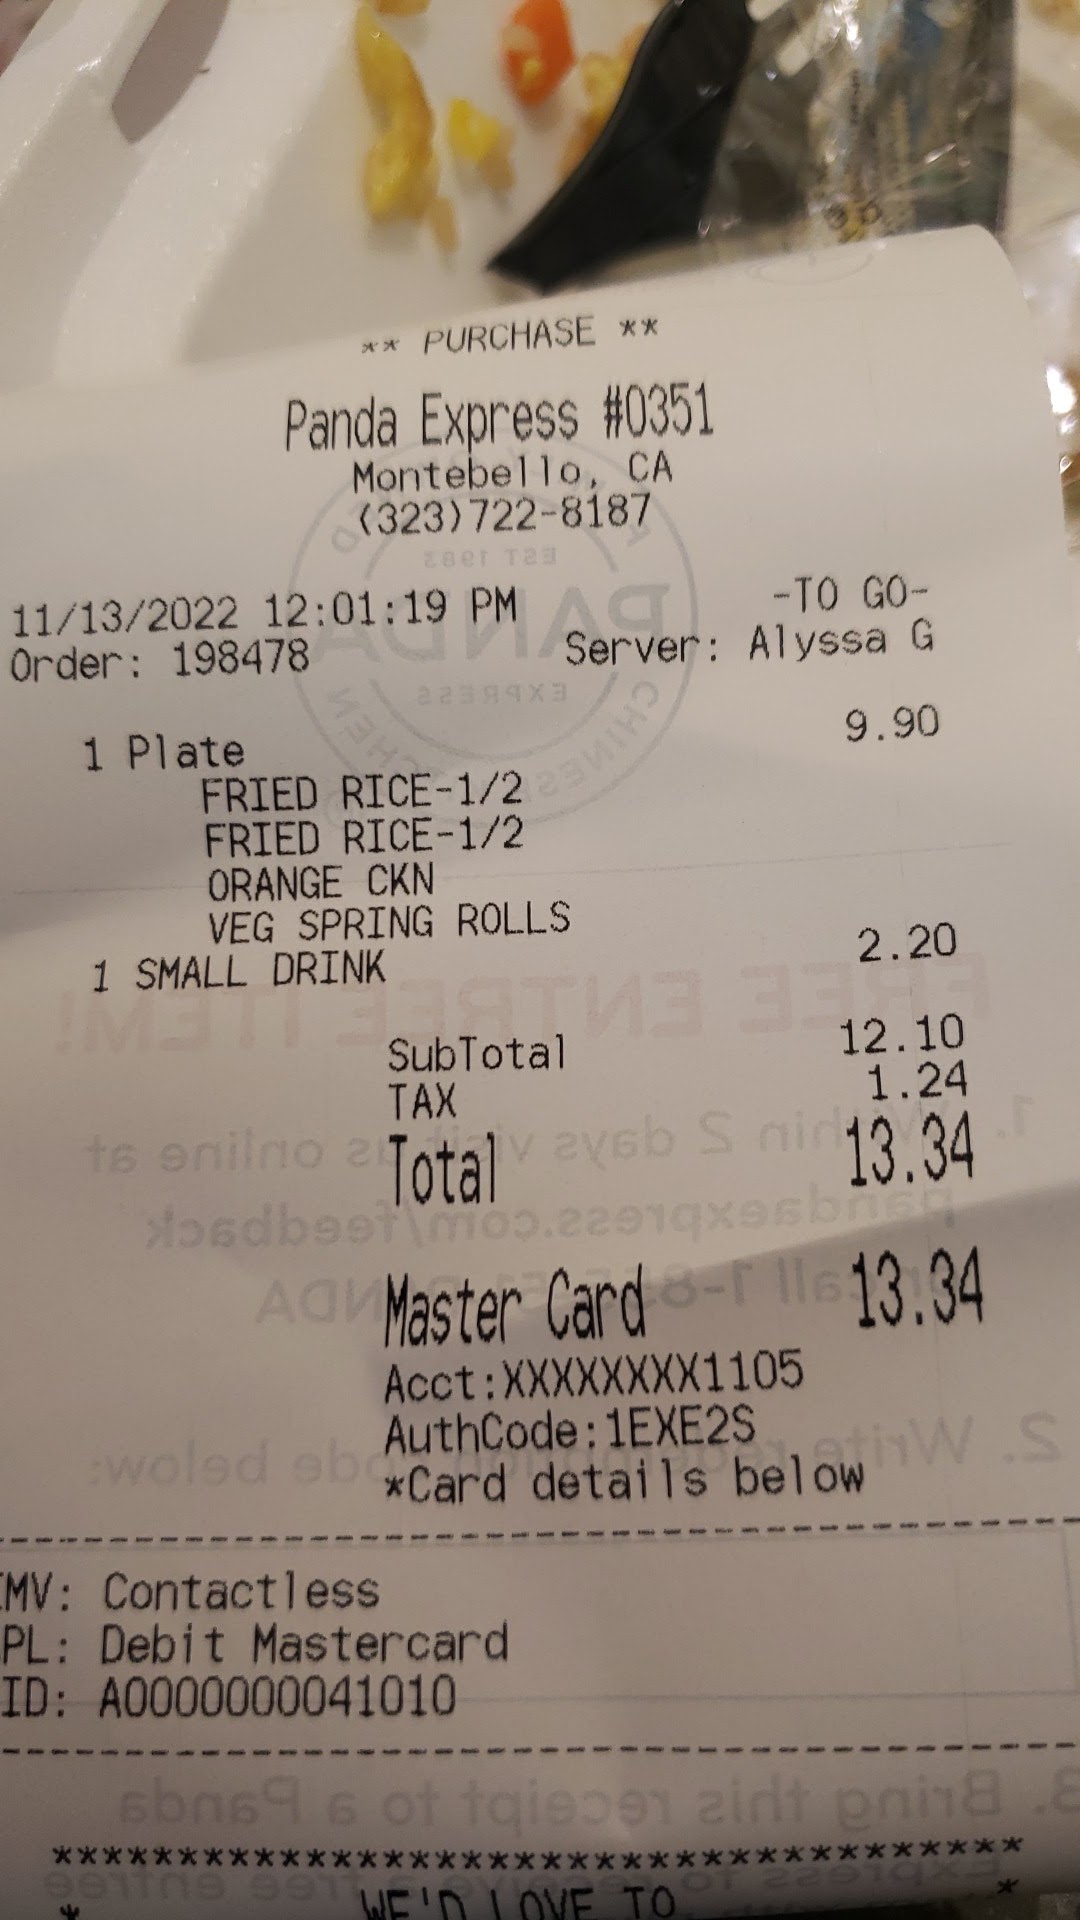 ** PURCHASE **
Panda Express #0351
Montebello, CA
(323)722-8187
11/13/2022 12:01:19 PM -TO GO-
Order: 198478 Server: Alyssa G
1 Plate 9.90
FRIED RICE-1/2
FRIED RICE-1/2
ORANGE CKN
VEG SPRING ROLLS
1 SMALL DRINK 2.20
SubTotal 12.10
TAX 1.24
Total 13.34
Master Card 13.34
Acct:XXXXXXXX1105
AuthCode:1EXE2S
*Card details below
EMV: Contactless
PL: Debit Mastercard
ID: A0000000041010
**************************************
* WE'D LOVE TO *